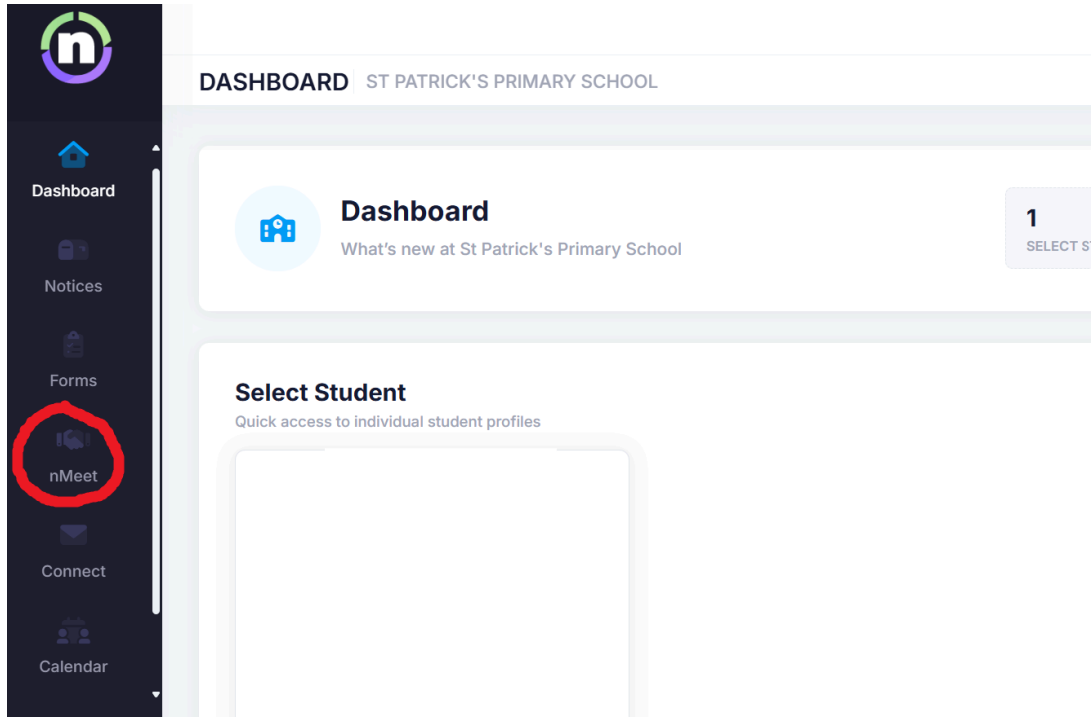 n
DASHBOARD ST PATRICK'S PRIMARY SCHOOL
Dashboard
Notices
Forms
nMeet
Connect
Calendar
Dashboard
What's new at St Patrick's Primary School
1
SELECT
Select Student
Quick access to individual student profiles